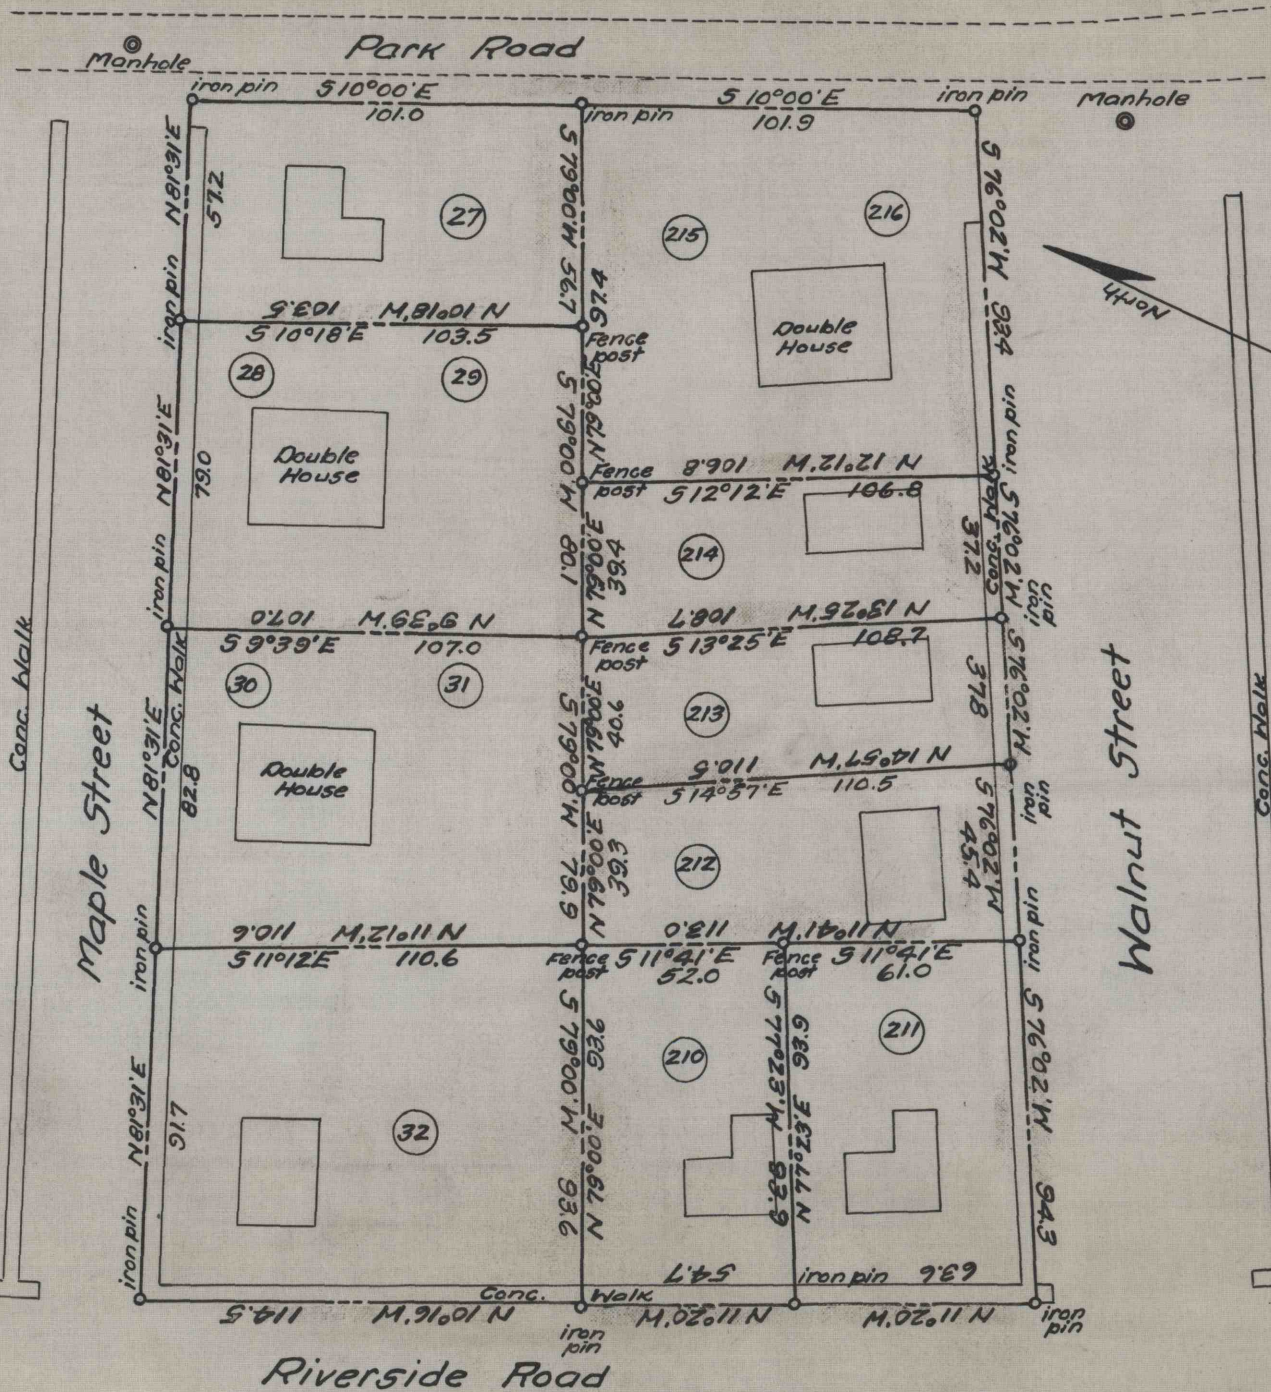 Park Road
Manhole
iron pin
S 10°00'E
101.0
iron pin
S 10°00'E
101.9
iron pin
Manhole
N81°31'E
57.2
27
S 79°00'W 56.7
97.4
N 79°00'E
215
216
S 76°02'W 92.4
North
Double
House
iron pin
N 10°18'W 103.5
S 10°18'E 103.5
Fence
post
28
29
Double
House
N81°31'E
79.0
S 79°00'W 80.1
N 12°12'W 106.8
Fence
post
S 12°12'E 106.8
iron pin
Conc. Walk
S 76°02'W
37.2
214
N 79°00'E
39.4
iron pin
N 9°39'W 107.0
S 9°39'E 107.0
N 13°25'W 108.7
Fence
post
S 13°25'E 108.7
iron
pin
Conc. Walk
Conc. Walk
30
31
Double
House
N81°31'E
82.8
S 79°00'W 79.9
N 79°00'E
40.6
213
S 76°02'W
37.8
N 14°57'W 110.5
Fence
post
S 14°57'E 110.5
iron
pin
Maple Street
Walnut Street
Conc. Walk
N 79°00'E
39.3
212
S 76°02'W
45.4
iron pin
N 11°12'W 110.6
S 11°12'E 110.6
N 11°41'W 113.0
Fence
post
S 11°41'E
52.0
Fence
post
S 11°41'E
61.0
iron pin
N81°31'E
91.7
32
S 79°00'W 93.6
N 79°00'E 93.6
210
S 77°23'W 93.9
N 77°23'E 93.9
211
S 76°02'W 94.3
iron pin
Conc. Walk
N 10°16'W 114.5
iron
pin
54.7
N 11°20'W
iron pin
63.6
N 11°20'W
iron
pin
Riverside Road